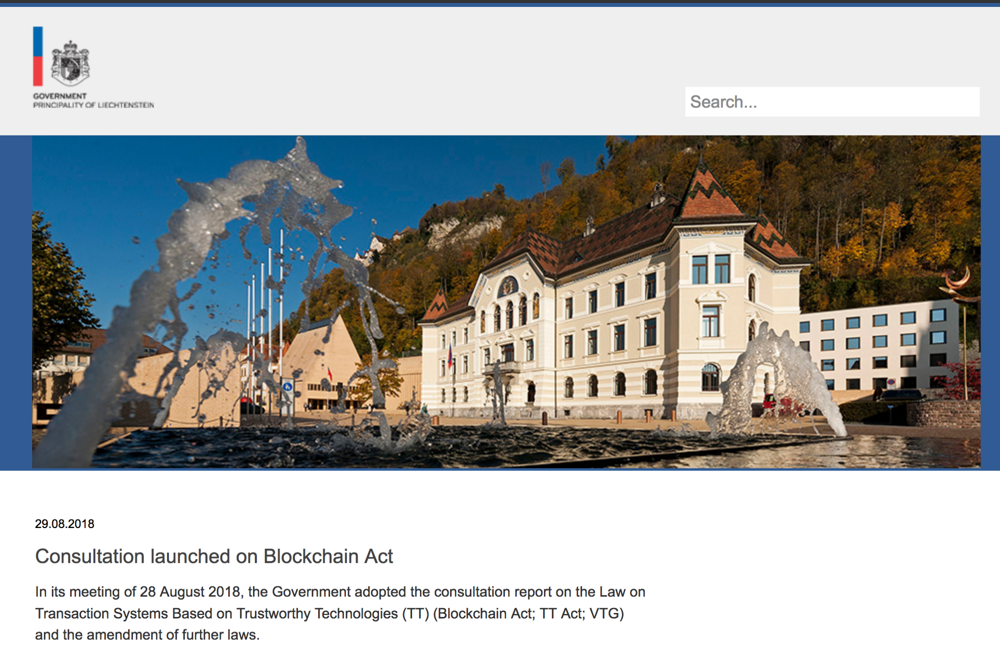 GOVERNMENT
PRINCIPALITY OF LIECHTENSTEIN
Search...
29.08.2018
Consultation launched on Blockchain Act
In its meeting of 28 August 2018, the Government adopted the consultation report on the Law on
Transaction Systems Based on Trustworthy Technologies (TT) (Blockchain Act; TT Act; VTG)
and the amendment of further laws.